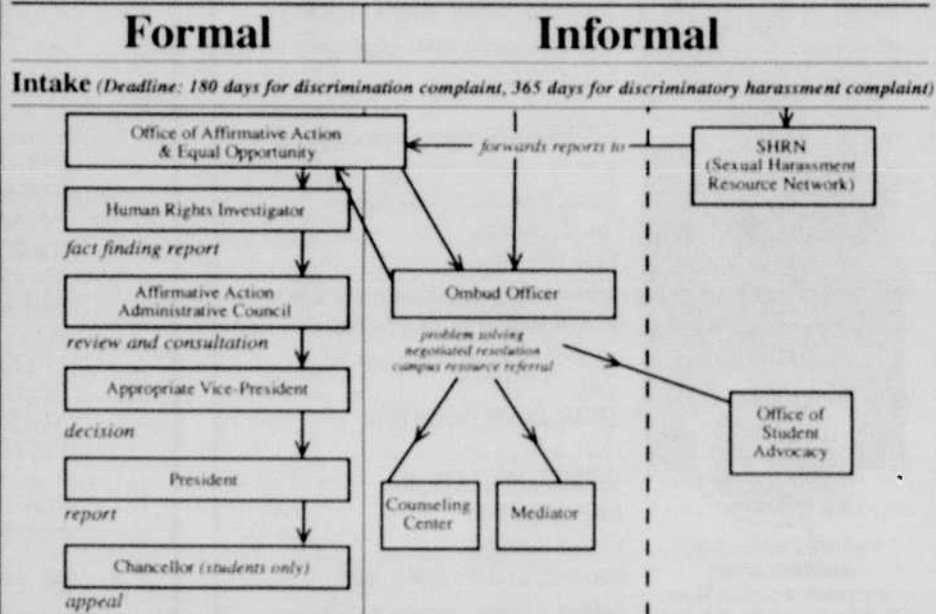 Formal
Informal
Intake (Deadline: 180 days for discrimination complaint, 365 days for discriminatory harassment complaint)
Office of Affirmative Action
& Equal Opportunity
forwards reports to
SHRN
(Sexual Harassment
Resource Network)
Human Rights Investigator
fact finding report
Affirmative Action
Administrative Council
review and consultation
Ombud Officer
problem solving
negotiated resolution
campus resource referral
Appropriate Vice-President
decision
Office of
Student
Advocacy
President
report
Counseling
Center
Mediator
Chancellor (students only)
appeal